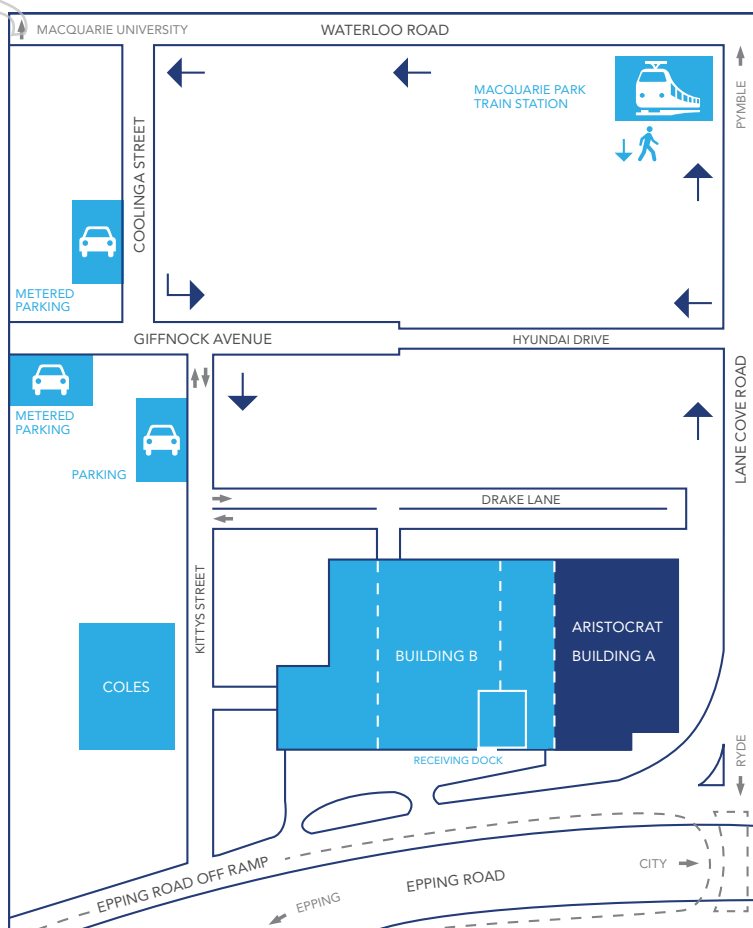 MACQUARIE UNIVERSITY
WATERLOO ROAD
MACQUARIE PARK
TRAIN STATION
PYMBLE
COOLINGA STREET
METERED
PARKING
GIFFNOCK AVENUE
HYUNDAI DRIVE
LANE COVE ROAD
METERED
PARKING
PARKING
DRAKE LANE
KITTYS STREET
ARISTOCRAT
BUILDING A
BUILDING B
COLES
RECEIVING DOCK
RYDE
CITY
EPPING ROAD OFF RAMP
EPPING ROAD
EPPING